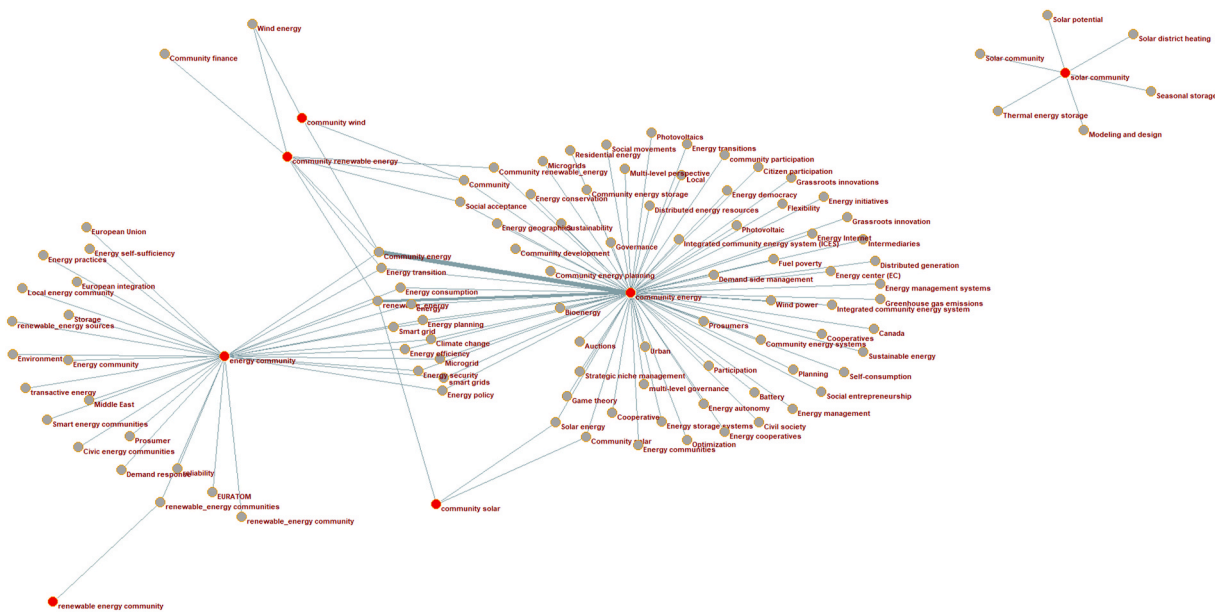 Solar potential
Wind energy
Solar district heating
Community finance
Solar community
solar community
Seasonal storage
Thermal energy storage
community wind
Modeling and design
Photovoltaics
Social movements
Energy transitions
Residential energy
community participation
community renewable energy
Microgrids
Community renewable_energy
Multi-level perspective
Local
Citizen participation
Community
Grassroots innovations
Energy conservation
Community energy storage
Energy democracy
Energy initiatives
Social acceptance
Distributed energy resources
Flexibility
Energy geographies
Sustainability
Photovoltaic
Grassroots innovation
European Union
Energy Internet
Governance
Integrated community energy system (ICES)
Intermediaries
Energy self-sufficiency
Community development
Energy practices
Community energy
Fuel poverty
Distributed generation
Energy transition
Community energy planning
Demand side management
Energy center (EC)
European integration
Energy management systems
Local energy community
Energy consumption
community energy
renewable_energy
Energy
Wind power
Greenhouse gas emissions
Integrated community energy system
Bioenergy
Storage
renewable_energy sources
Energy planning
Smart grid
Prosumers
Canada
Cooperatives
Climate change
Community energy systems
Auctions
Urban
Energy efficiency
Sustainable energy
Environment
energy community
Energy community
Microgrid
Participation
Planning
Energy security
Strategic niche management
Self-consumption
smart grids
multi-level governance
transactive energy
Energy policy
Battery
Social entrepreneurship
Middle East
Game theory
Energy autonomy
Energy management
Smart energy communities
Cooperative
Solar energy
Energy storage systems
Civil society
Prosumer
Energy cooperatives
Community solar
Optimization
Civic energy communities
Energy communities
Demand response
reliability
EURATOM
renewable_energy communities
community solar
renewable_energy community
renewable energy community